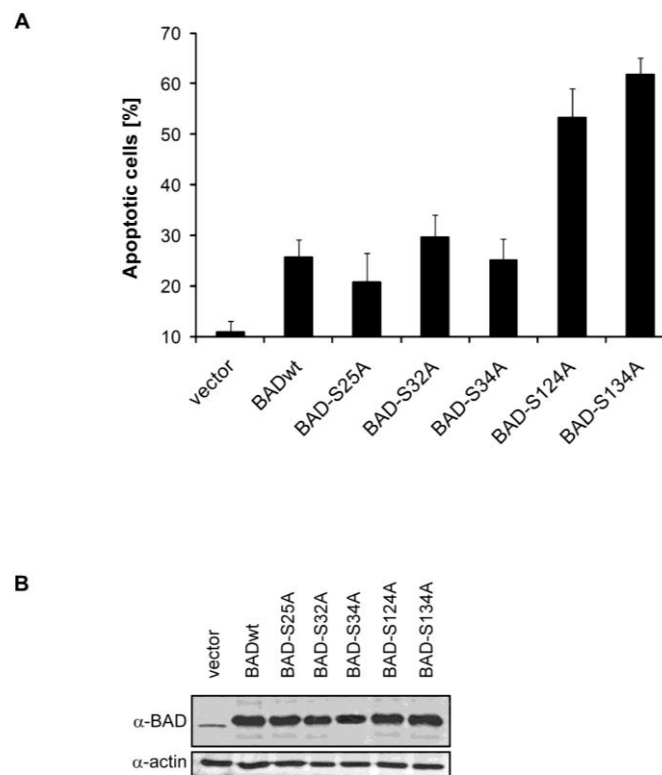 A
Apoptotic cells [%]
70
60
50
40
30
20
10
vector
BADwt
BAD-S25A
BAD-S32A
BAD-S34A
BAD-S124A
BAD-S134A
B
vector
BADwt
BAD-S25A
BAD-S32A
BAD-S34A
BAD-S124A
BAD-S134A
α-BAD
α-actin